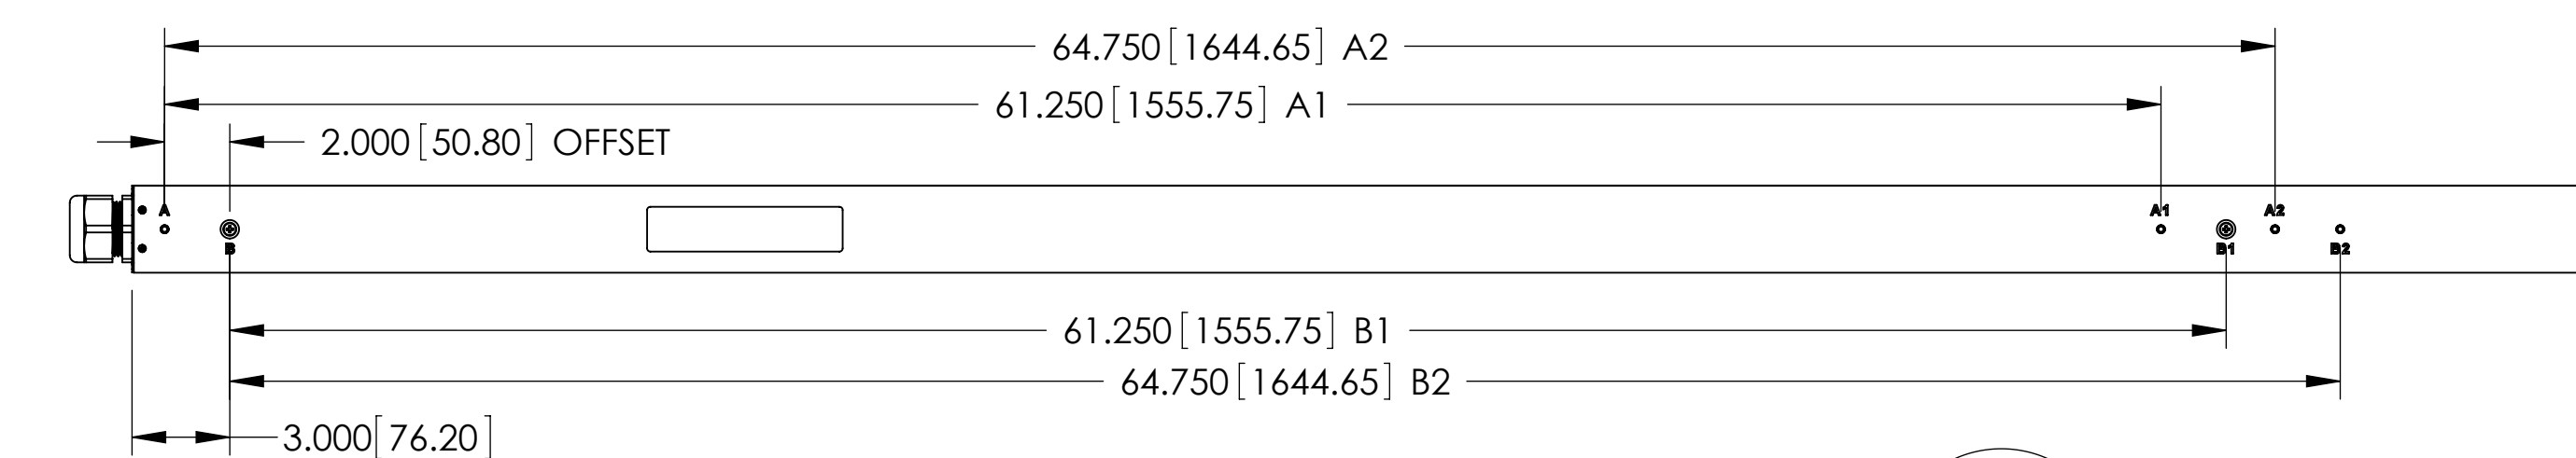 64.750[1644.65] A2
61.250[1555.75] A1
2.000[50.80] OFFSET
A
A1
A2
B
B1
B2
61.250[1555.75] B1
64.750[1644.65] B2
3.000[76.20]